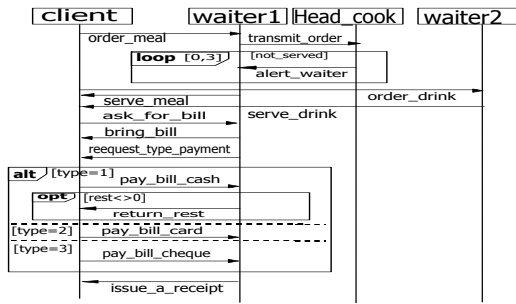 client waiter1 Head_cook waiter2
order_meal transmit_order
loop [0,3] [not_served]
alert_waiter
order_drink
serve_meal
ask_for_bill serve_drink
bring_bill
reequest_type_payment
alt [type=1]
pay_bill_cash
opt [rest<>0]
return_rest
[type=2] pay_bill_card
[type=3]
pay_bill_cheque
issue_a_receipt